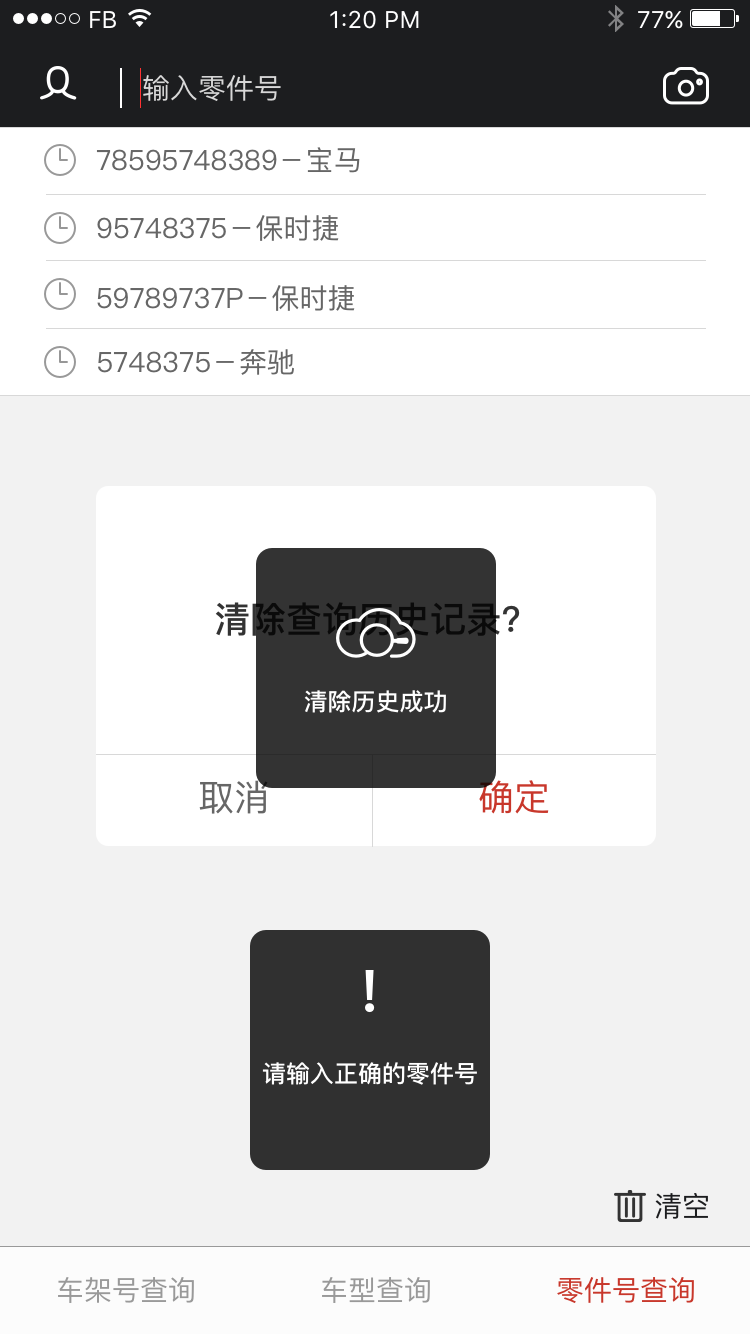 FB 1:20 PM 77%
输入零件号
78595748389－宝马
95748375－保时捷
59789737P－保时捷
5748375－奔驰
清除查询历史记录?
清除历史成功
取消 确定
!
请输入正确的零件号
清空
车架号查询 车型查询 零件号查询